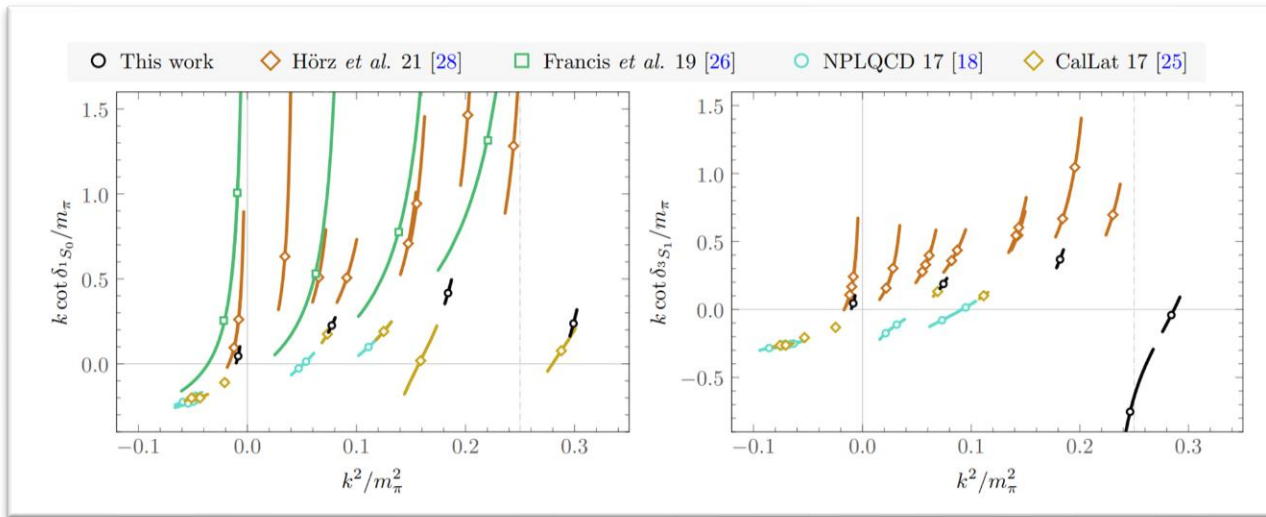 This work Hörz et al. 21 [28] Francis et al. 19 [26] NPLQCD 17 [18] CalLat 17 [25]
k cot δ1S0/mπ
1.5
1.0
0.5
0.0
−0.1 0.0 0.1 0.2 0.3
k²/m²π
k cot δ3S1/mπ
1.5
1.0
0.5
0.0
−0.5
−0.1 0.0 0.1 0.2 0.3
k²/m²π